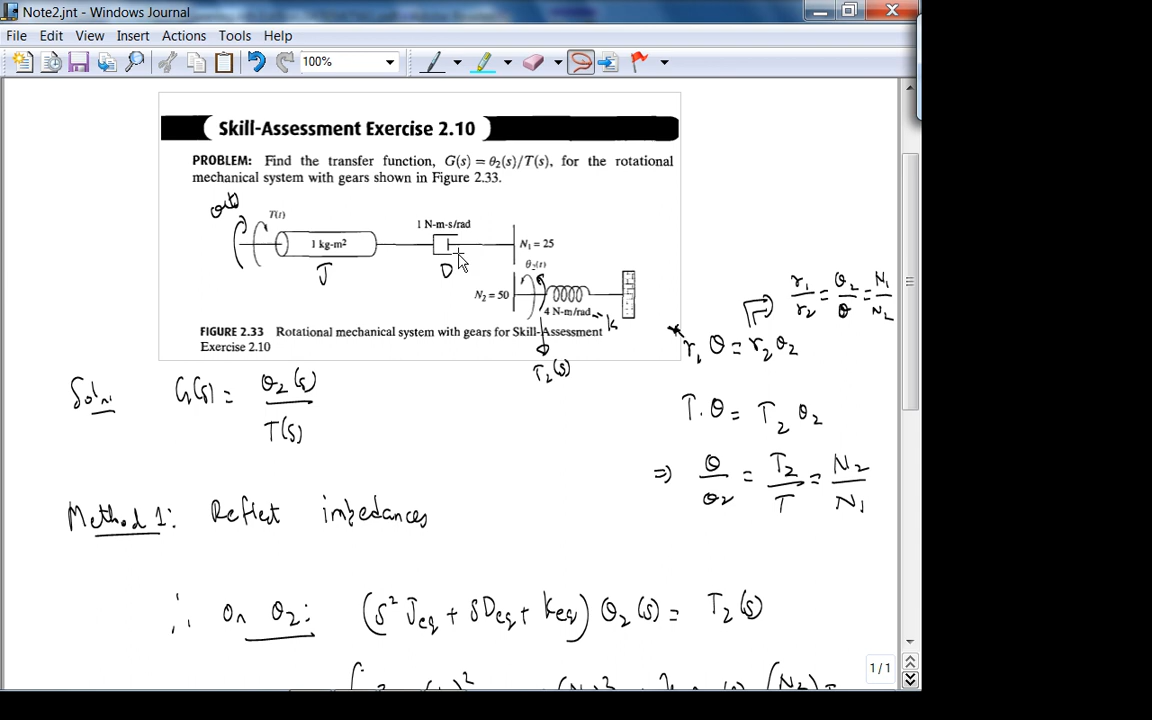 Note2.jnt - Windows Journal
File Edit View Insert Actions Tools Help
100%
Skill-Assessment Exercise 2.10
PROBLEM: Find the transfer function, G(s) = θ₂(s)/T(s), for the rotational
mechanical system with gears shown in Figure 2.33.
θ(t)
T(t)
1 N-m-s/rad
1 kg-m²
N₁ = 25
J
D
θ₂(t)
N₂ = 50
4 N-m/rad
K
FIGURE 2.33 Rotational mechanical system with gears for Skill-Assessment
Exercise 2.10
T₂(s)
r₁/r₂ = θ₂/θ = N₁/N₂
* r₁ θ = r₂ θ₂
Soln: G(s) = θ₂(s)/T(s)
T.θ = T₂ θ₂
⇒ θ/θ₂ = T₂/T = N₂/N₁
Method 1: Reflect impedances
∴ On θ₂: (s² Jeq + sDeq + Keq) θ₂(s) = T₂(s)
1 / 1